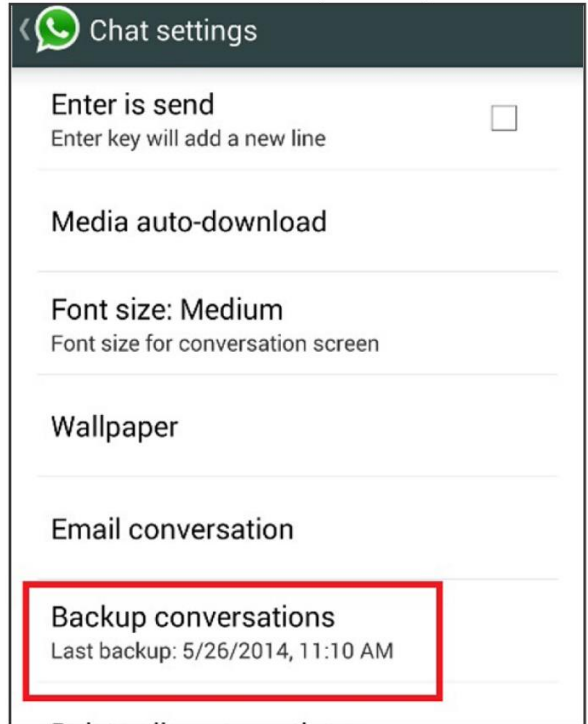 Chat settings
Enter is send
Enter key will add a new line
Media auto-download
Font size: Medium
Font size for conversation screen
Wallpaper
Email conversation
Backup conversations
Last backup: 5/26/2014, 11:10 AM